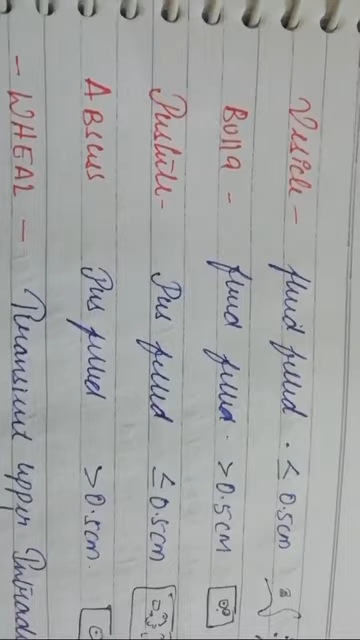 Vesicle - fluid filled. ≤ 0.5cm
Bulla - fluid filled. > 0.5cm
Pustule - Pus filled ≤ 0.5cm
Abscess Pus filled > 0.5cm.
- WHEAL - Transient upper